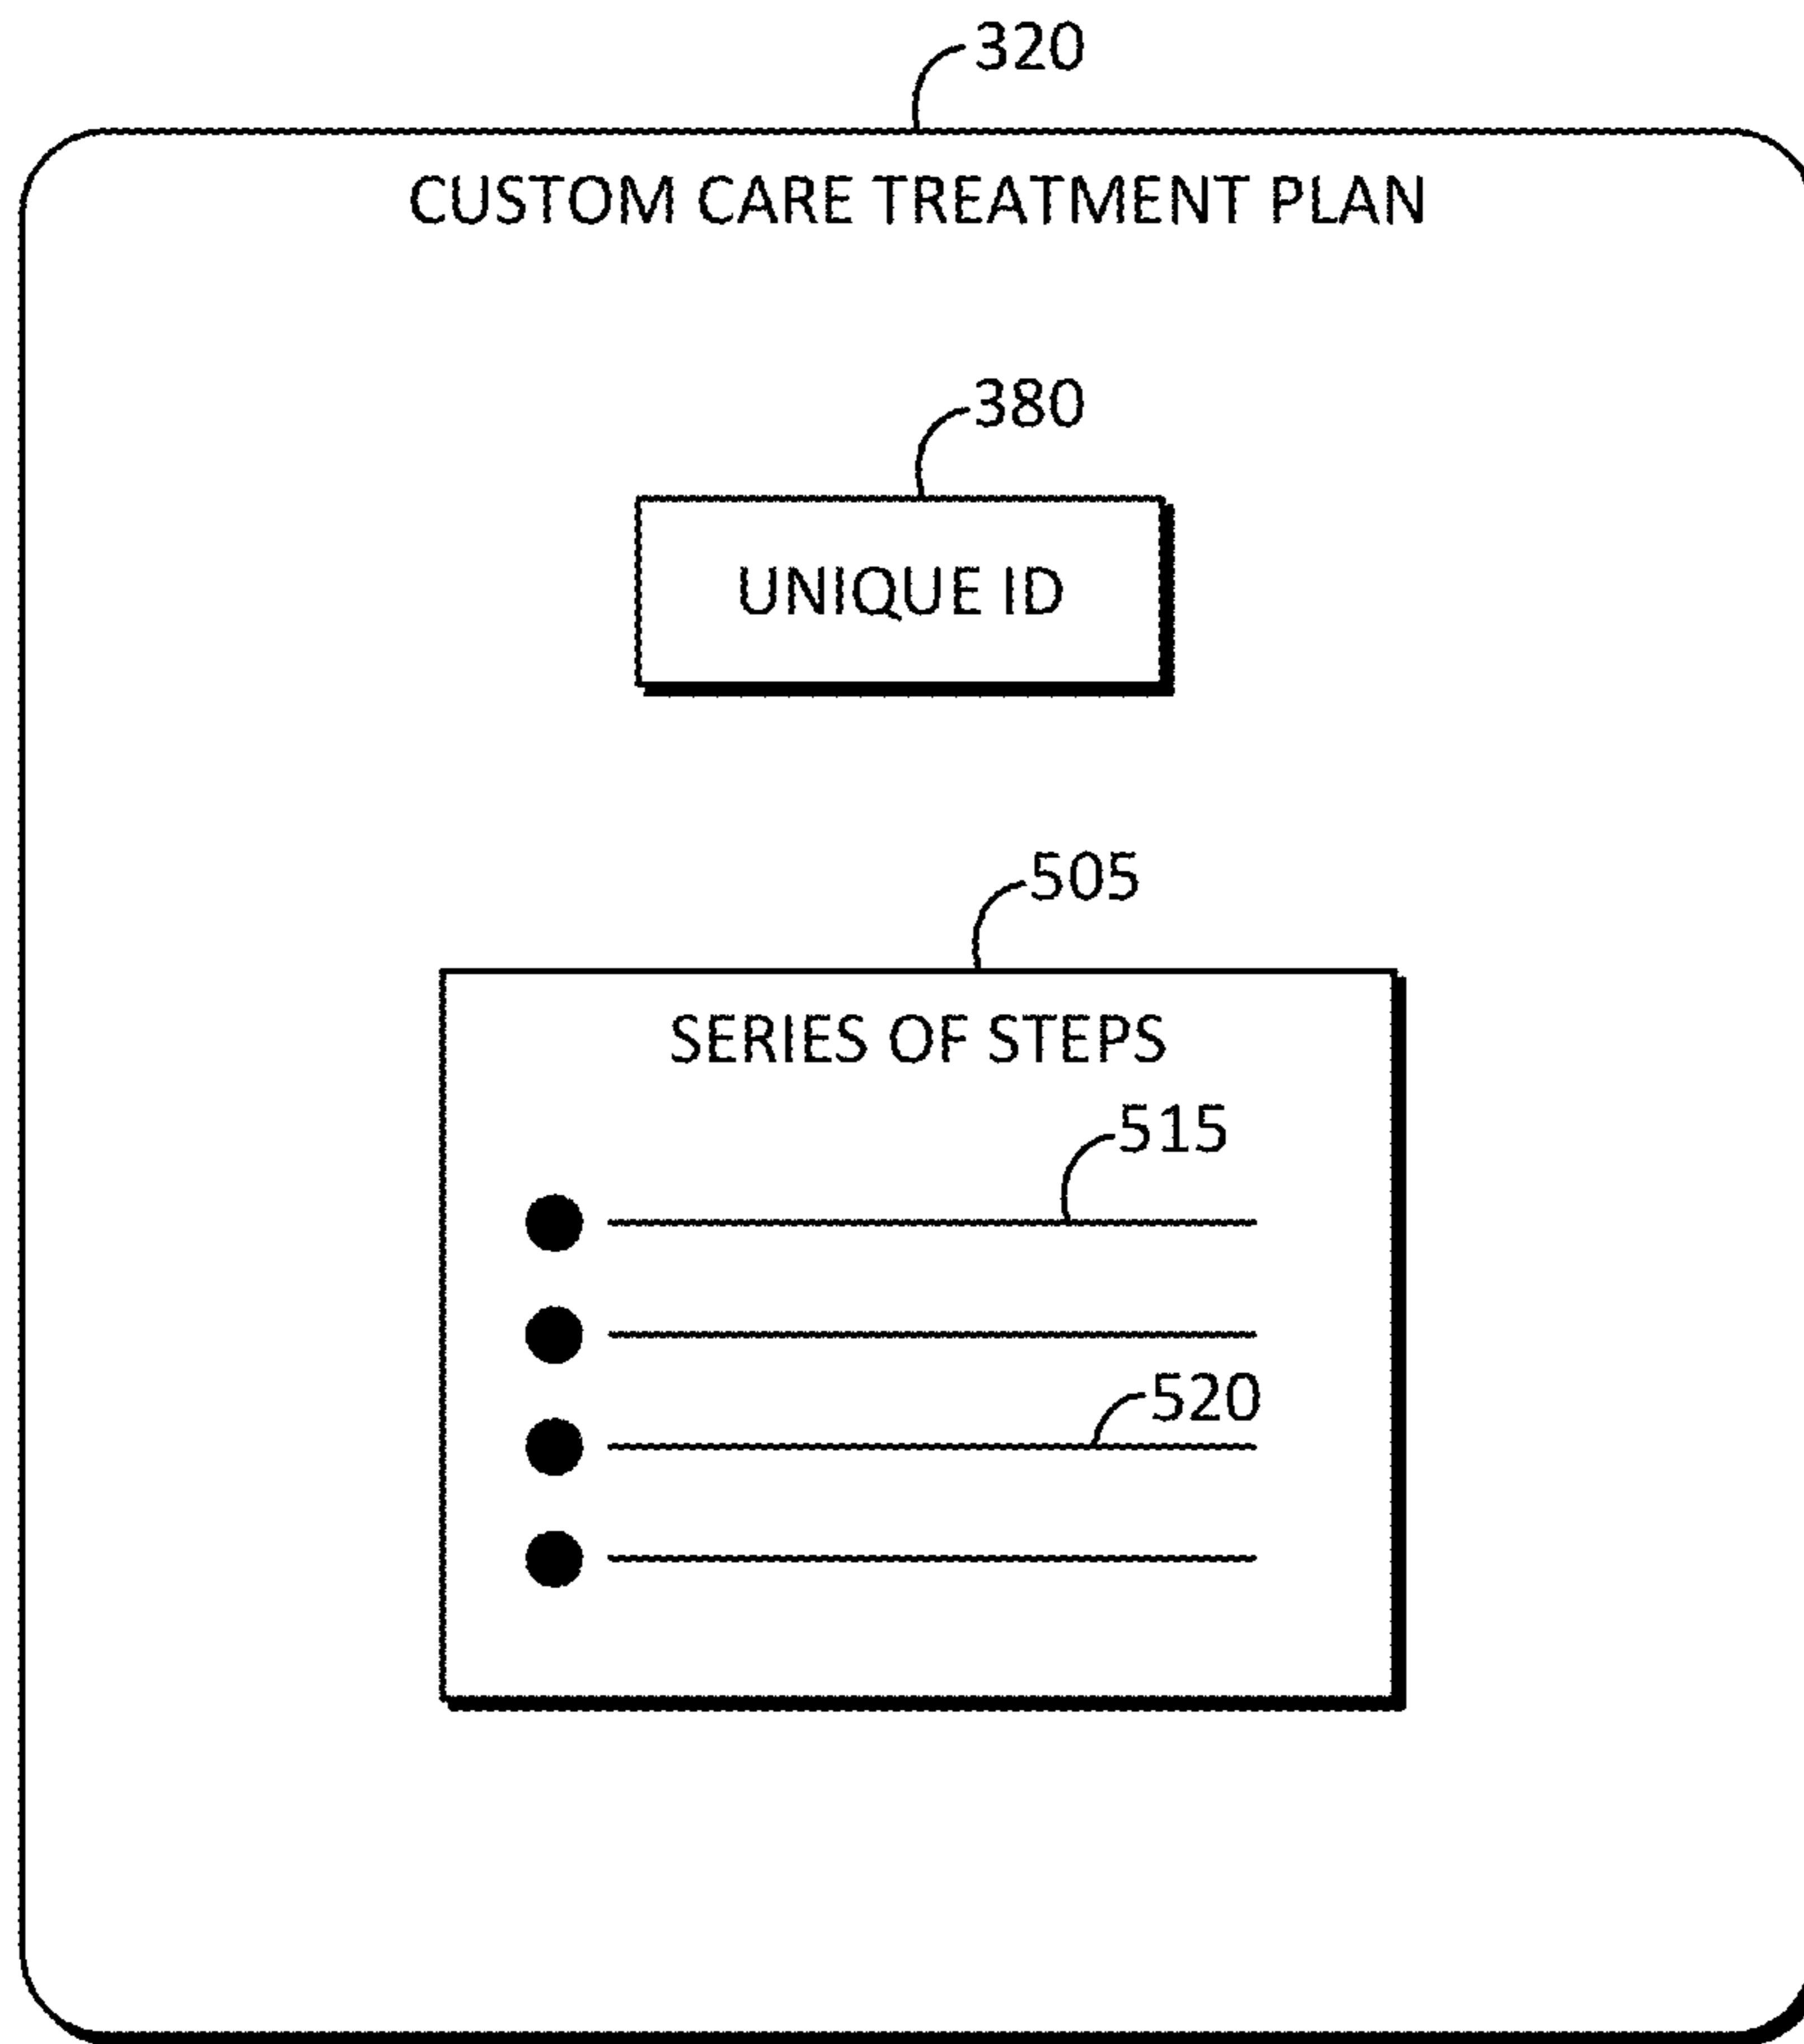 320
CUSTOM CARE TREATMENT PLAN
380
UNIQUE ID
505
SERIES OF STEPS
515
520